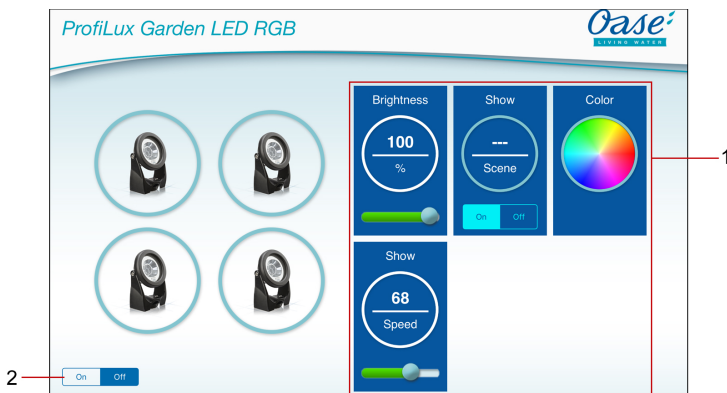 ProfiLux Garden LED RGB
Oase
LIVING WATER
Brightness
100
%
Show
---
Scene
On Off
Color
1
Show
68
Speed
2
On Off